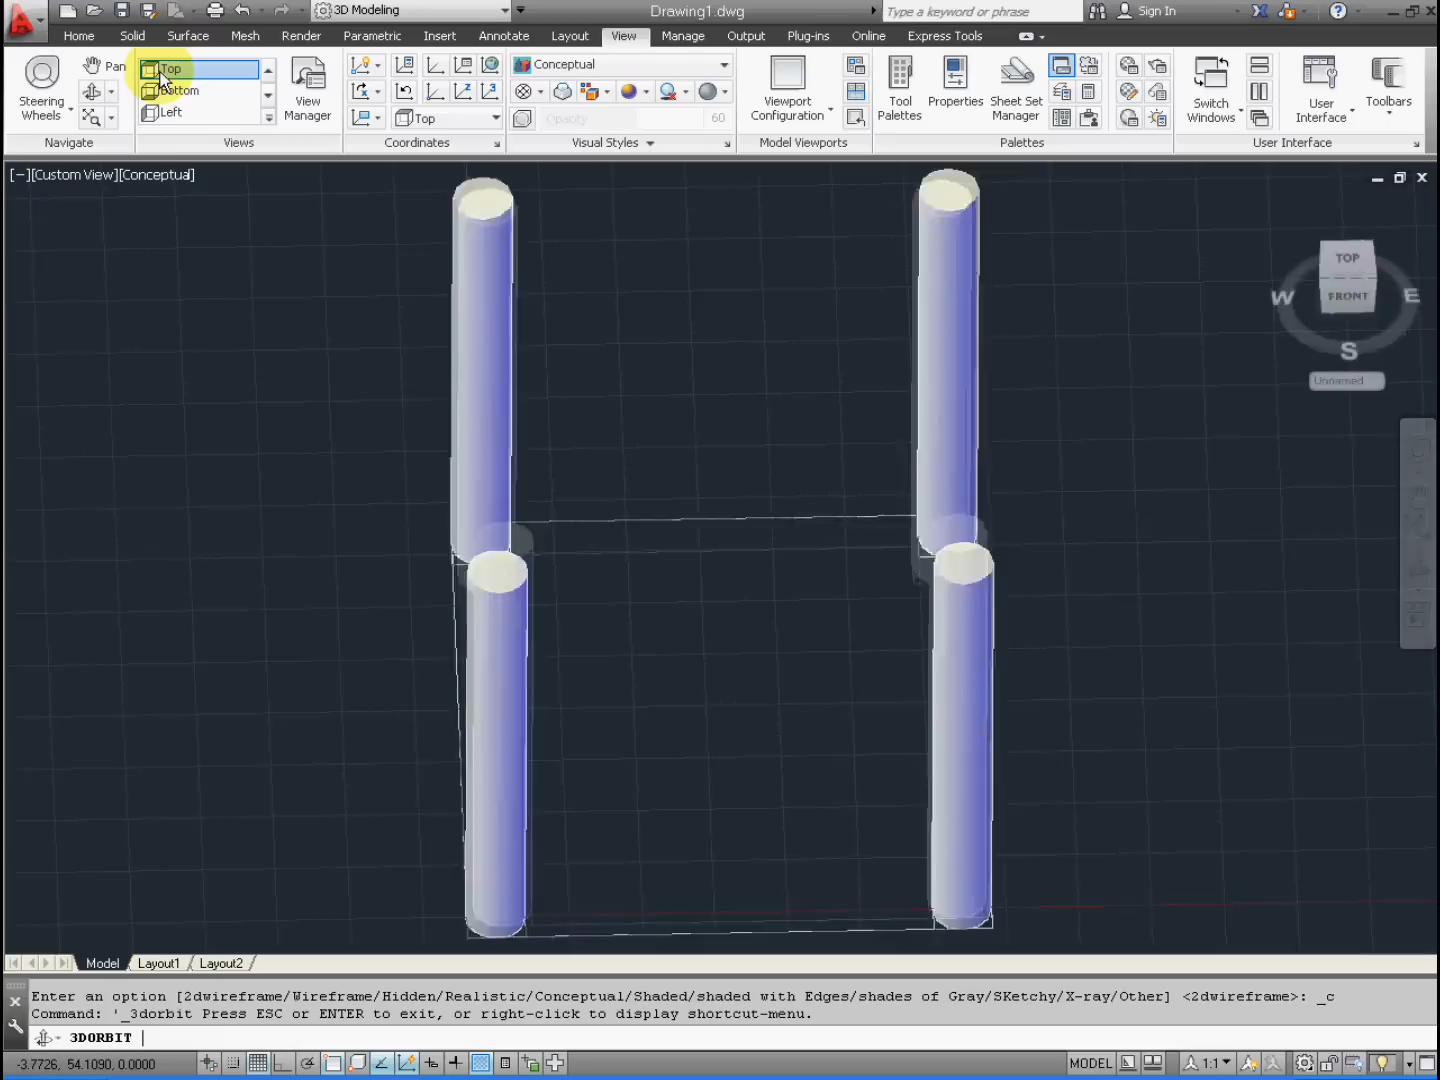 3D Modeling
Drawing1.dwg
Type a keyword or phrase
Sign In
Home
Solid
Surface
Mesh
Render
Parametric
Insert
Annotate
Layout
View
Manage
Output
Plug-ins
Online
Express Tools
Steering Wheels
Pan
Top
Bottom
Left
View Manager
Top
Conceptual
Opacity
60
Viewport Configuration
Tool Palettes
Properties
Sheet Set Manager
Switch Windows
User Interface
Toolbars
Navigate
Views
Coordinates
Visual Styles
Model Viewports
Palettes
User Interface
[−][Custom View][Conceptual]
TOP
FRONT
W
E
S
Unnamed
Model
Layout1
Layout2
Enter an option [2dwireframe/Wireframe/Hidden/Realistic/Conceptual/Shaded/shaded with Edges/shades of Gray/SKetchy/X-ray/Other] <2dwireframe>: _c
Command: '_3dorbit Press ESC or ENTER to exit, or right-click to display shortcut-menu.
3DORBIT
-3.7726, 54.1090, 0.0000
MODEL
1:1